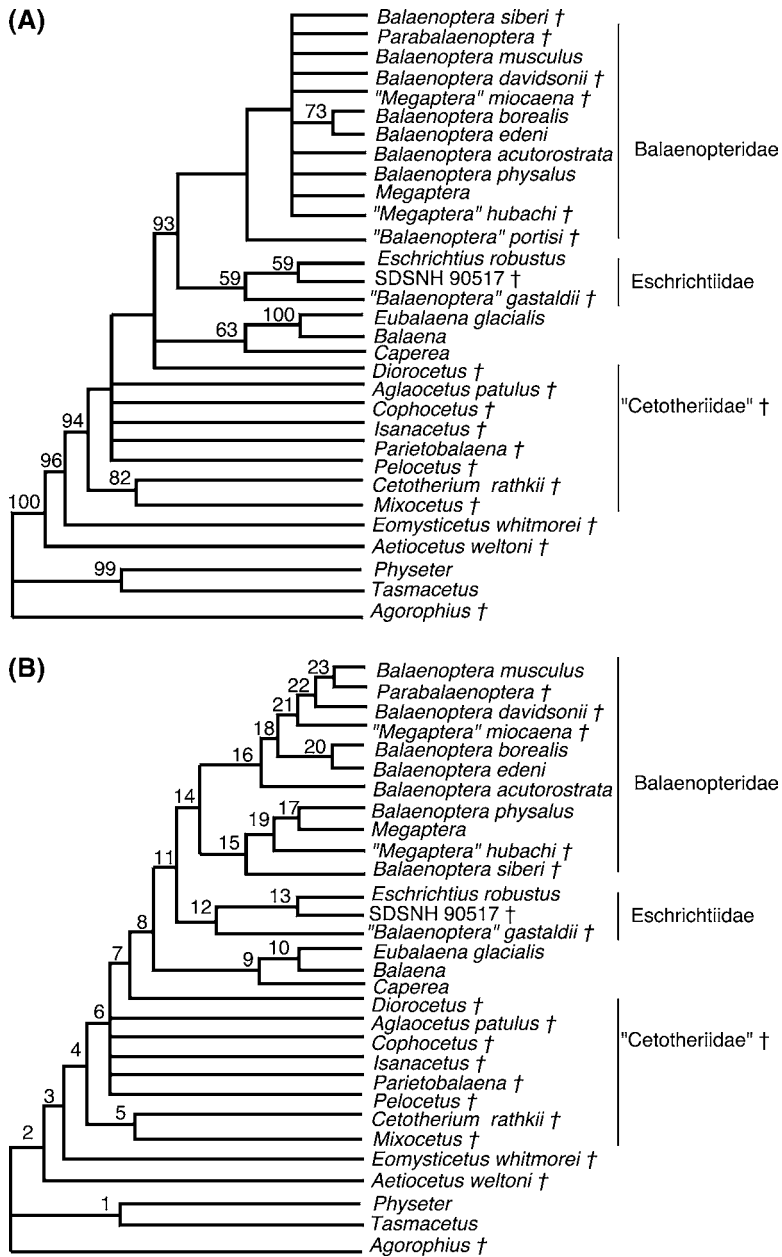 (A)
Balaenoptera siberi †
Parabalaenoptera †
Balaenoptera musculus
Balaenoptera davidsonii †
"Megaptera" miocaena †
73
Balaenoptera borealis
Balaenoptera edeni
Balaenoptera acutorostrata
Balaenopteridae
Balaenoptera physalus
Megaptera
"Megaptera" hubachi †
93
"Balaenoptera" portisi †
59
Eschrichtius robustus
59
SDSNH 90517 †
Eschrichtiidae
"Balaenoptera" gastaldii †
100
Eubalaena glacialis
63
Balaena
Caperea
Diorocetus †
Aglaocetus patulus †
Cophocetus †
"Cetotheriidae" †
94
Isanacetus †
Parietobalaena †
96
Pelocetus †
82
Cetotherium rathkii †
100
Mixocetus †
Eomysticetus whitmorei †
Aetiocetus weltoni †
99
Physeter
Tasmacetus
Agorophius †
(B)
23
Balaenoptera musculus
22
Parabalaenoptera †
21
Balaenoptera davidsonii †
18
"Megaptera" miocaena †
20
Balaenoptera borealis
16
Balaenoptera edeni
Balaenopteridae
Balaenoptera acutorostrata
14
17
Balaenoptera physalus
19
Megaptera
15
"Megaptera" hubachi †
11
Balaenoptera siberi †
13
Eschrichtius robustus
12
SDSNH 90517 †
Eschrichtiidae
8
"Balaenoptera" gastaldii †
10
Eubalaena glacialis
7
9
Balaena
Caperea
Diorocetus †
6
Aglaocetus patulus †
Cophocetus †
"Cetotheriidae" †
4
Isanacetus †
Parietobalaena †
3
Pelocetus †
5
Cetotherium rathkii †
2
Mixocetus †
Eomysticetus whitmorei †
Aetiocetus weltoni †
1
Physeter
Tasmacetus
Agorophius †